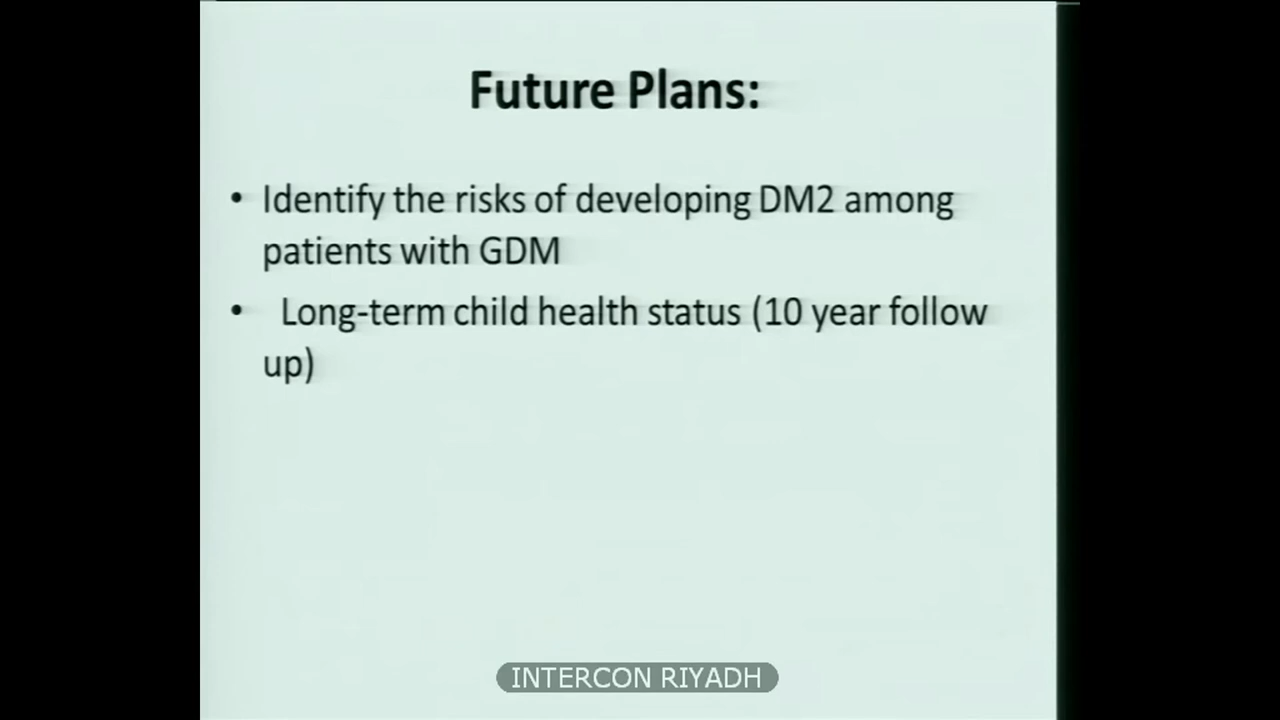 Future Plans:
• Identify the risks of developing DM2 among
patients with GDM
• Long-term child health status (10 year follow
up)
INTERCON RIYADH